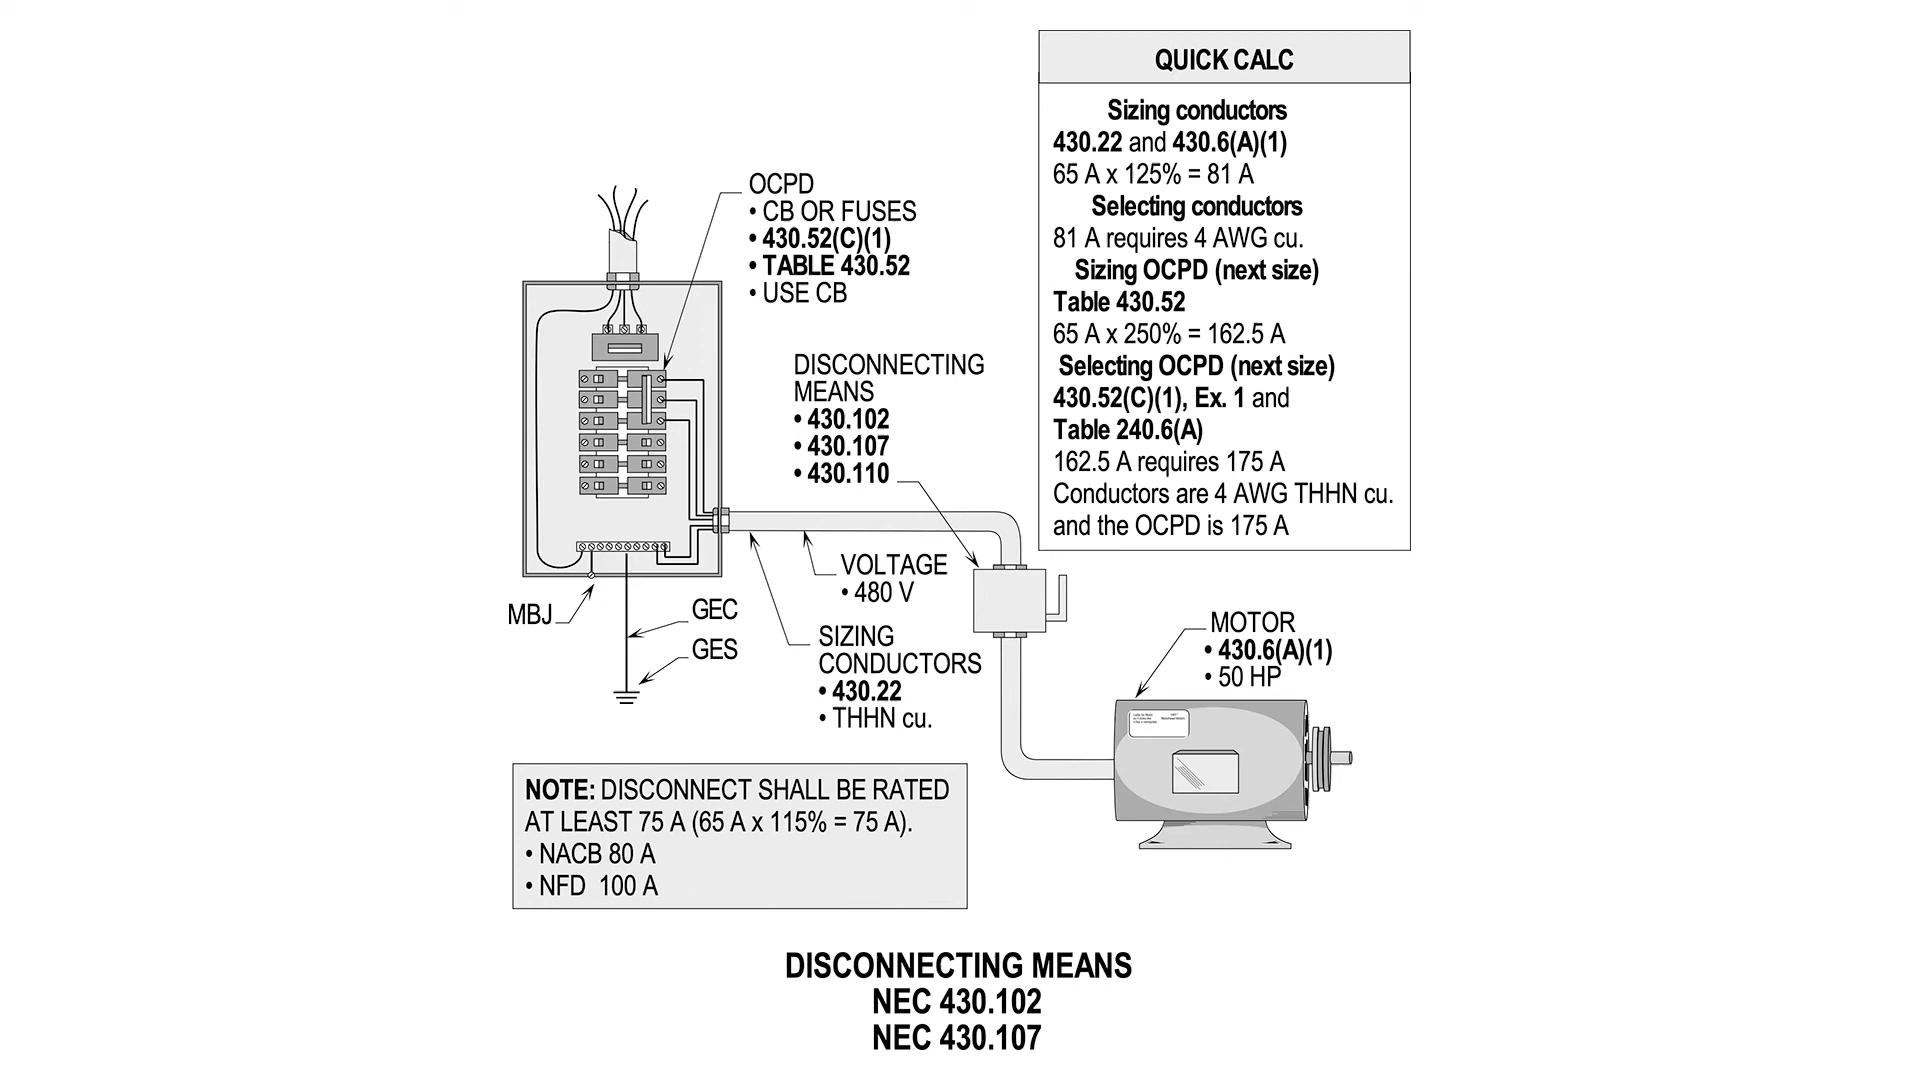 QUICK CALC
Sizing conductors
430.22 and 430.6(A)(1)
65 A x 125% = 81 A
Selecting conductors
81 A requires 4 AWG cu.
Sizing OCPD (next size)
Table 430.52
65 A x 250% = 162.5 A
Selecting OCPD (next size)
430.52(C)(1), Ex. 1 and
Table 240.6(A)
162.5 A requires 175 A
Conductors are 4 AWG THHN cu.
and the OCPD is 175 A
OCPD
• CB OR FUSES
• 430.52(C)(1)
• TABLE 430.52
• USE CB
DISCONNECTING
MEANS
• 430.102
• 430.107
• 430.110
VOLTAGE
• 480 V
MBJ
GEC
GES
SIZING
CONDUCTORS
• 430.22
• THHN cu.
MOTOR
• 430.6(A)(1)
• 50 HP
NOTE: DISCONNECT SHALL BE RATED
AT LEAST 75 A (65 A x 115% = 75 A).
• NACB 80 A
• NFD 100 A
DISCONNECTING MEANS
NEC 430.102
NEC 430.107